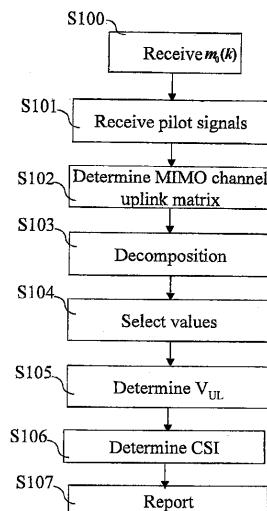 S100
Receive m₀(k)
S101
Receive pilot signals
S102
Determine MIMO channel
uplink matrix
S103
Decomposition
S104
Select values
S105
Determine V_UL
S106
Determine CSI
S107
Report